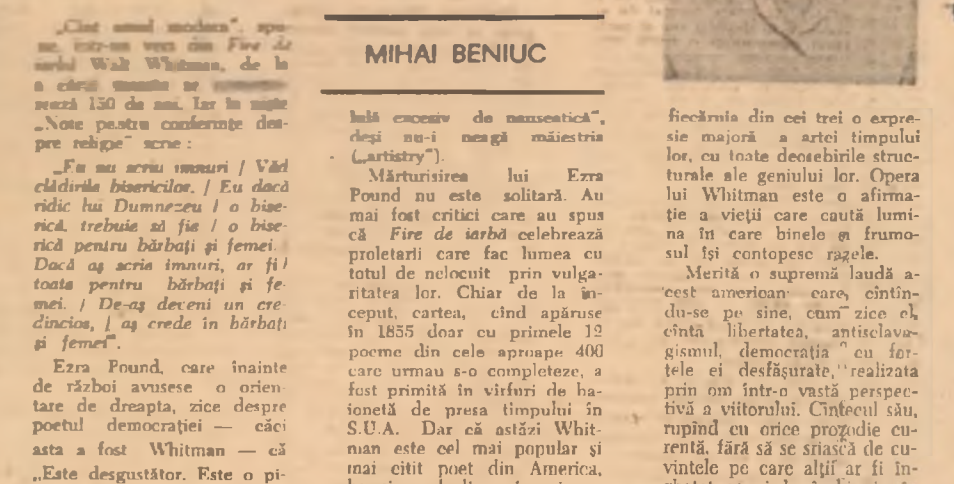 „Cînt omul modern", spu-
ne, într-un vers din Fire de
iarbă Walt Whitman, de la
a cărui moarte se
150 de ani. Iar în niște
„Note pentru conferințe des-
pre religie" scrie :
„Eu nu scriu imnuri / Văd
clădirile bisericilor. / Eu dacă
ridic lui Dumnezeu / o bise-
rică, trebuie să fie / o bise-
rică pentru bărbați și femei.
Dacă aș scrie imnuri, ar fi /
toate pentru bărbați și fe-
mei. / De-aș deveni un cre-
dincios, / aș crede în bărbați
și femei".
Ezra Pound, care înainte
de război avusese o orien-
tare de dreapta, zice despre
poetul democrației — căci
asta a fost Whitman — că
„Este desgustător. Este o pi-
MIHAI BENIUC
lulă excesiv de nauseatică",
deși nu-i neagă măiestria
(„artistry").
Mărturisirea lui Ezra
Pound nu este solitară. Au
mai fost critici care au spus
că Fire de iarbă celebrează
proletarii care fac lumea cu
totul de nelocuit prin vulga-
ritatea lor. Chiar de la în-
ceput, cartea, cînd apăruse
în 1855 doar cu primele 12
poeme din cele aproape 400
care urmau s-o completeze, a
fost primită în vîrfuri de ba-
ionetă de presa timpului în
S.U.A. Dar că astăzi Whit-
man este cel mai popular și
mai citit poet din America,
fiecăruia din cei trei o expre-
sie majoră a artei timpului
lor, cu toate deosebirile struc-
turale ale geniului lor. Opera
lui Whitman este o afirma-
ție a vieții care caută lumi-
na în care binele și frumo-
sul își contopesc razele.
Merită o supremă laudă a-
cest american care, cîntîn-
du-se pe sine, cum zice el,
cîntă libertatea, antisclava-
gismul, democrația cu for-
țele ei desfășurate, realizata
prin om într-o vastă perspec-
tivă a viitorului. Cîntecul său,
rupînd cu orice prozodie cu-
rentă, fără să se sriască de cu-
vintele pe care alții ar fi în-